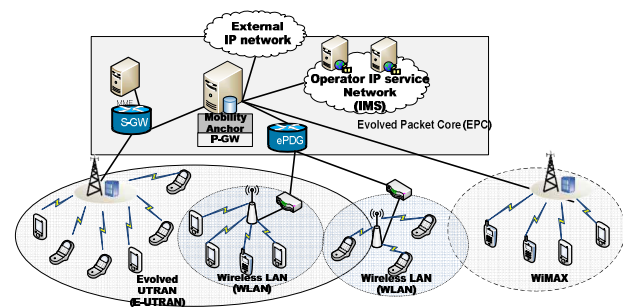 External
IP network
Operator IP service
Network
(IMS)
MME
S-GW
Mobility
Anchor
P-GW
ePDG
Evolved Packet Core (EPC)
Evolved
UTRAN
(E-UTRAN)
Wireless LAN
(WLAN)
Wireless LAN
(WLAN)
WiMAX